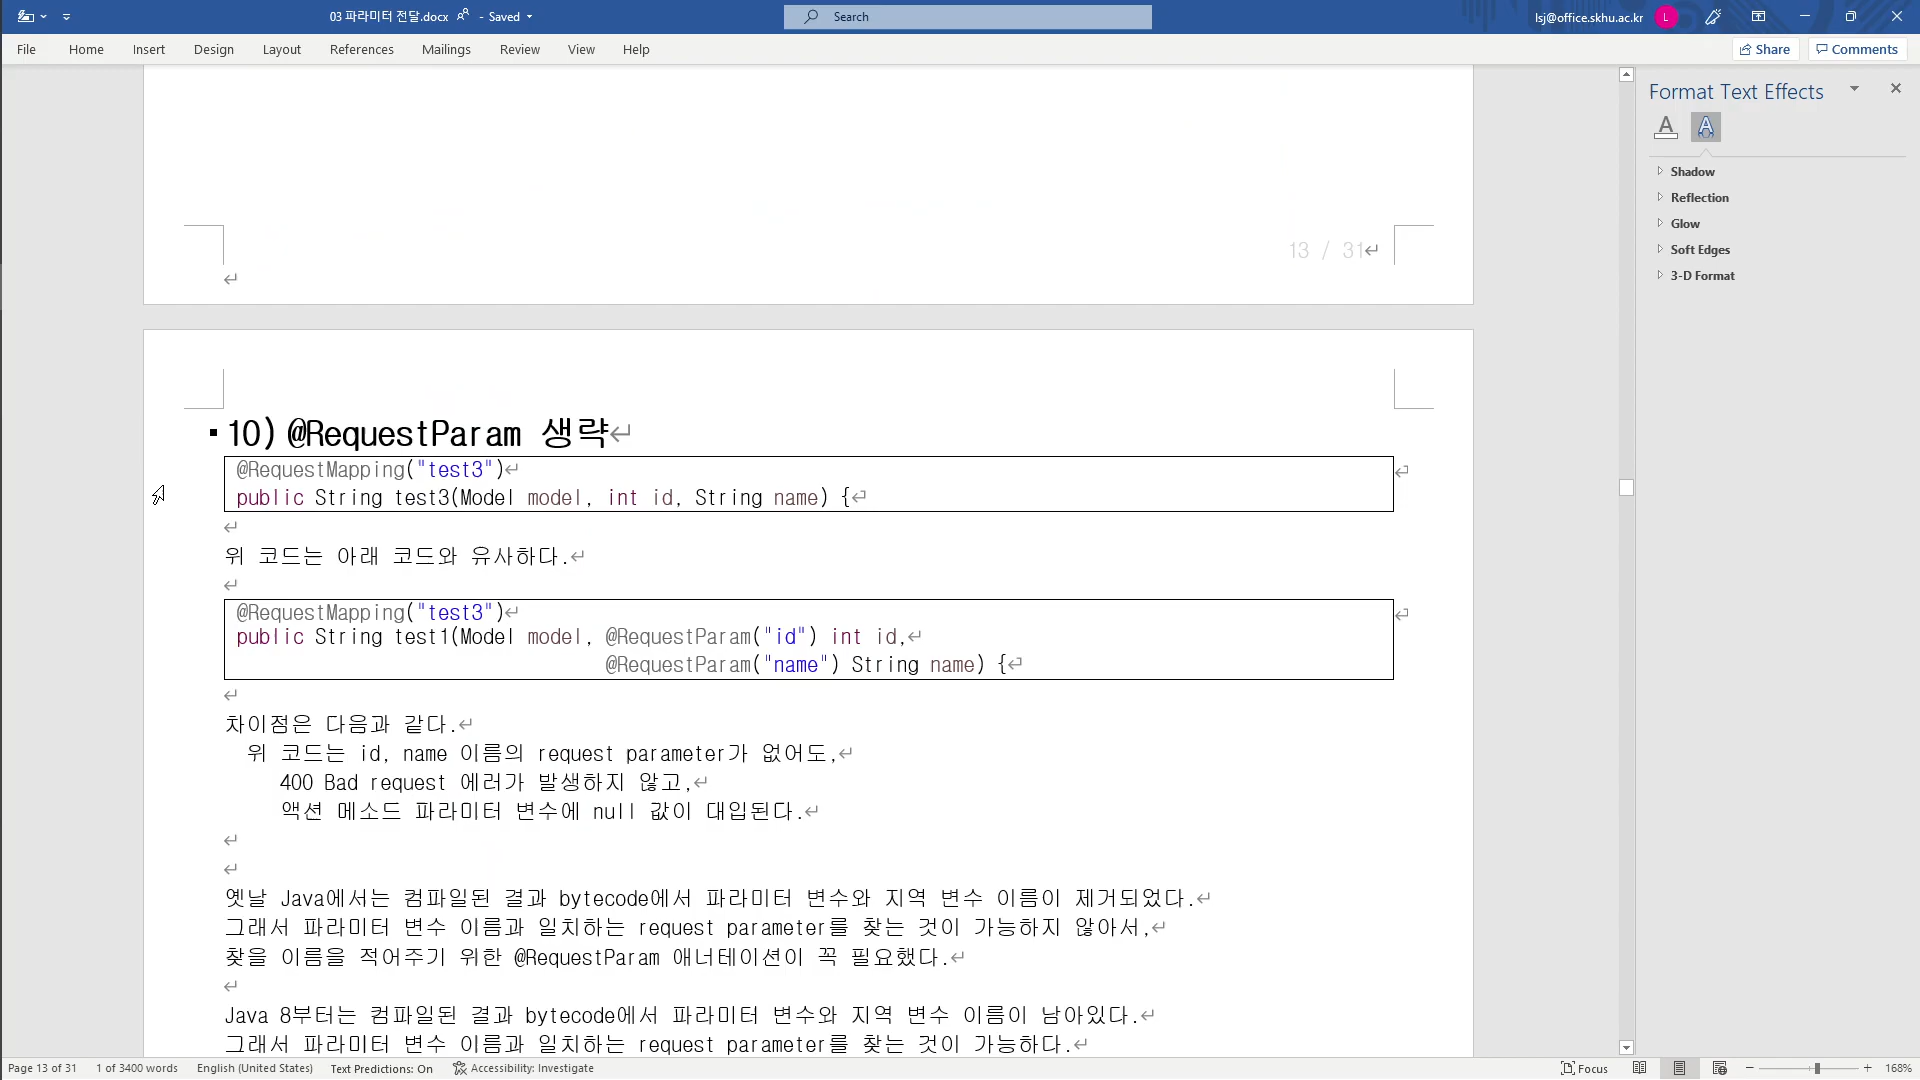 03 파라미터 전달.docx - Saved
Search
lsj@office.skhu.ac.kr
L
File Home Insert Design Layout References Mailings Review View Help
Share Comments
Format Text Effects
Shadow
Reflection
Glow
Soft Edges
3-D Format
13 / 31
10) @RequestParam 생략
@RequestMapping("test3")
public String test3(Model model, int id, String name) {
위 코드는 아래 코드와 유사하다.
@RequestMapping("test3")
public String test1(Model model, @RequestParam("id") int id,
@RequestParam("name") String name) {
차이점은 다음과 같다.
위 코드는 id, name 이름의 request parameter가 없어도,
400 Bad request 에러가 발생하지 않고,
액션 메소드 파라미터 변수에 null 값이 대입된다.
옛날 Java에서는 컴파일된 결과 bytecode에서 파라미터 변수와 지역 변수 이름이 제거되었다.
그래서 파라미터 변수 이름과 일치하는 request parameter를 찾는 것이 가능하지 않아서,
찾을 이름을 적어주기 위한 @RequestParam 애너테이션이 꼭 필요했다.
Java 8부터는 컴파일된 결과 bytecode에서 파라미터 변수와 지역 변수 이름이 남아있다.
그래서 파라미터 변수 이름과 일치하는 request parameter를 찾는 것이 가능하다.
Page 13 of 31 1 of 3400 words English (United States) Text Predictions: On Accessibility: Investigate Focus 168%